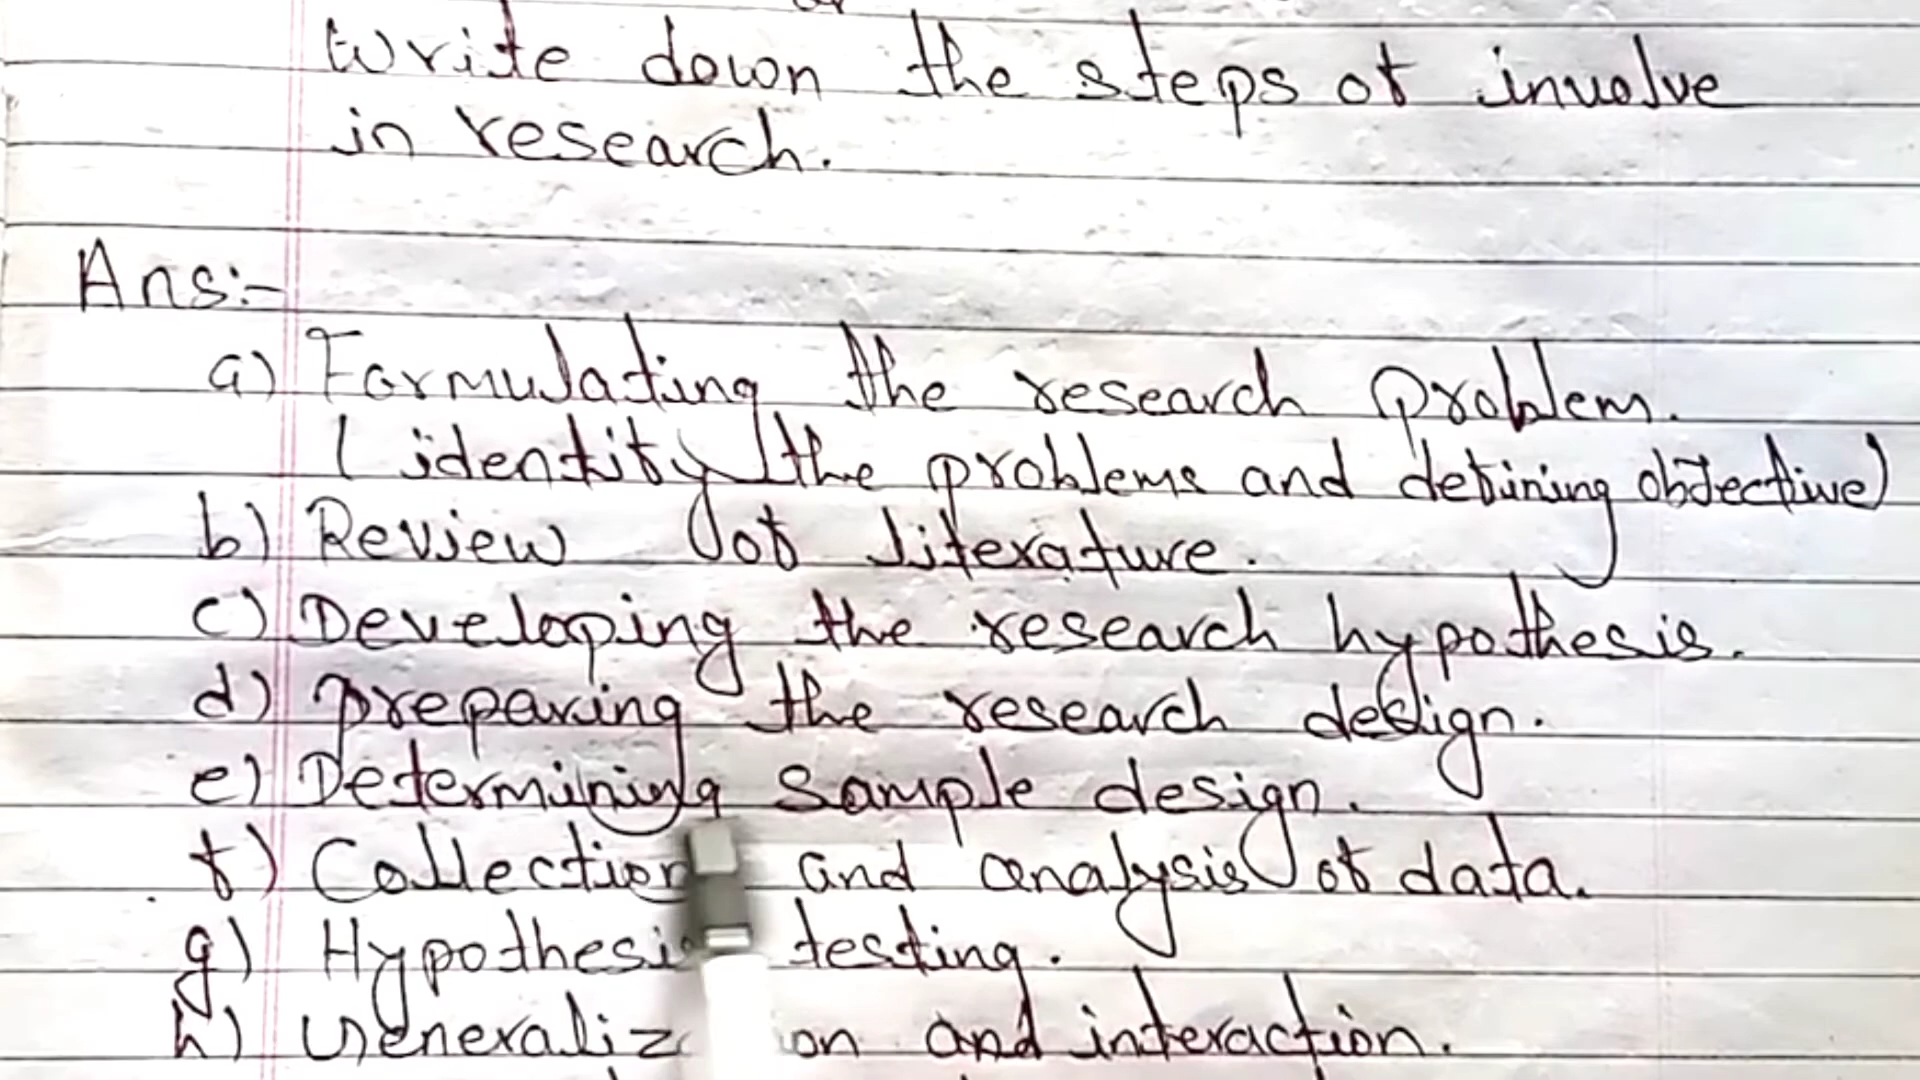 Write down the steps of involve
in research.
Ans:-
a) Formulating the research problem.
( identify the problems and defining objective)
b) Review of literature.
c) Developing the research hypothesis.
d) preparing the research design.
e) Determining sample design.
f) Collection and analysis of data.
g) Hypothesis testing.
h) and interaction.